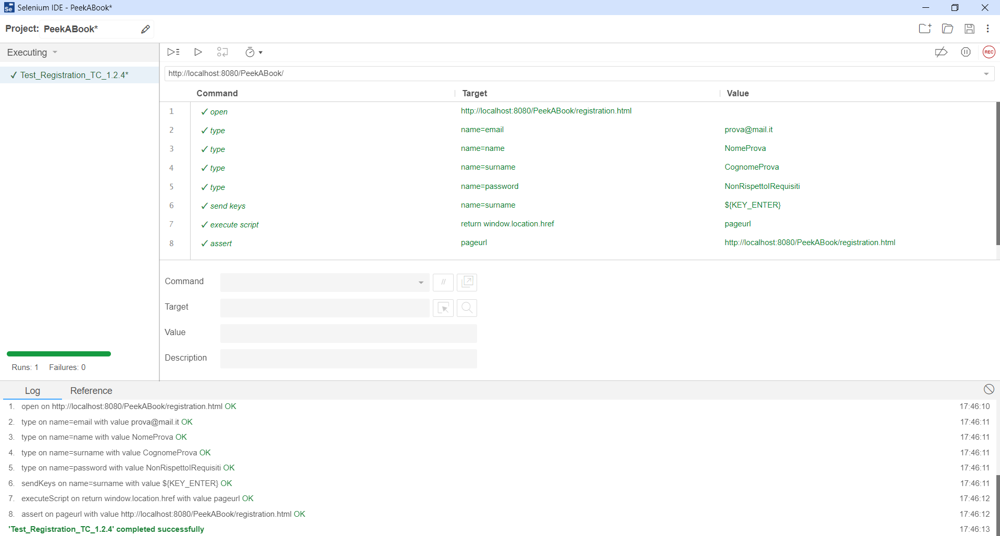 Selenium IDE - PeekABook*
Project: PeekABook*
Executing
✓ Test_Registration_TC_1.2.4*
REC
http://localhost:8080/PeekABook/
Command Target Value
1 ✓ open http://localhost:8080/PeekABook/registration.html
2 ✓ type name=email prova@mail.it
3 ✓ type name=name NomeProva
4 ✓ type name=surname CognomeProva
5 ✓ type name=password NonRispettoIRequisiti
6 ✓ send keys name=surname ${KEY_ENTER}
7 ✓ execute script return window.location.href pageurl
8 ✓ assert pageurl http://localhost:8080/PeekABook/registration.html
Command //
Target
Value
Description
Runs: 1 Failures: 0
Log Reference
1. open on http://localhost:8080/PeekABook/registration.html OK 17:46:10
2. type on name=email with value prova@mail.it OK 17:46:11
3. type on name=name with value NomeProva OK 17:46:11
4. type on name=surname with value CognomeProva OK 17:46:11
5. type on name=password with value NonRispettoIRequisiti OK 17:46:11
6. sendKeys on name=surname with value ${KEY_ENTER} OK 17:46:11
7. executeScript on return window.location.href with value pageurl OK 17:46:12
8. assert on pageurl with value http://localhost:8080/PeekABook/registration.html OK 17:46:12
'Test_Registration_TC_1.2.4' completed successfully 17:46:13